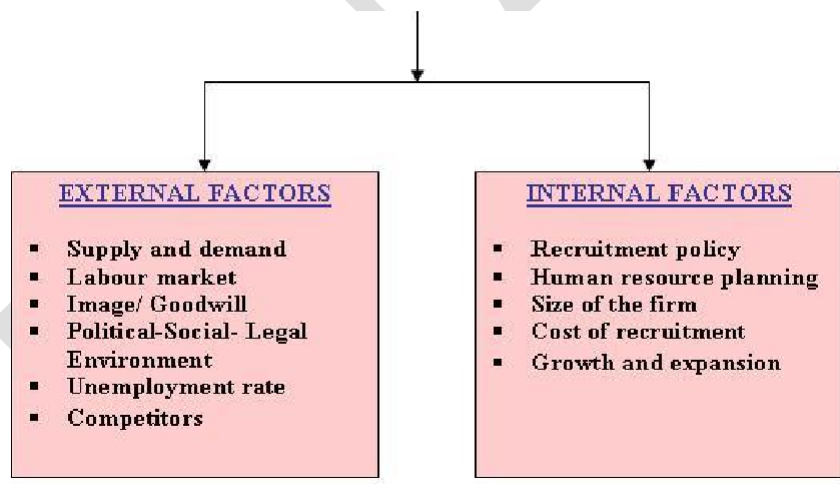 EXTERNAL FACTORS
▪ Supply and demand
▪ Labour market
▪ Image/ Goodwill
▪ Political-Social- Legal
Environment
▪ Unemployment rate
▪ Competitors
INTERNAL FACTORS
▪ Recruitment policy
▪ Human resource planning
▪ Size of the firm
▪ Cost of recruitment
▪ Growth and expansion